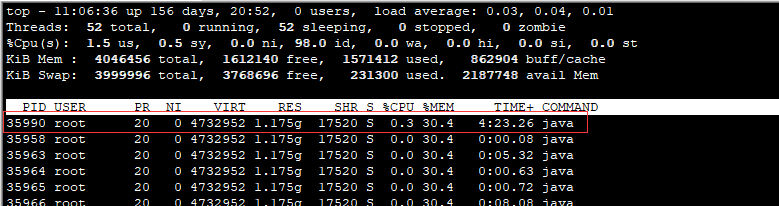 top - 11:06:36 up 156 days, 20:52,  0 users,  load average: 0.03, 0.04, 0.01
Threads:  52 total,   0 running,  52 sleeping,   0 stopped,   0 zombie
%Cpu(s):  1.5 us,  0.5 sy,  0.0 ni, 98.0 id,  0.0 wa,  0.0 hi,  0.0 si,  0.0 st
KiB Mem :  4046456 total,  1612140 free,  1571412 used,   862904 buff/cache
KiB Swap:  3999996 total,  3768696 free,   231300 used.  2187748 avail Mem
PID USER      PR  NI    VIRT    RES    SHR S %CPU %MEM     TIME+ COMMAND
35990 root      20   0 4732952 1.175g  17520 S  0.3 30.4   4:23.26 java
35958 root      20   0 4732952 1.175g  17520 S  0.0 30.4   0:00.08 java
35963 root      20   0 4732952 1.175g  17520 S  0.0 30.4   0:05.32 java
35964 root      20   0 4732952 1.175g  17520 S  0.0 30.4   0:00.63 java
35965 root      20   0 4732952 1.175g  17520 S  0.0 30.4   0:00.72 java
35966 root      20   0 4732952 1.175g  17520 S  0.0 30.4   0:08.08 java